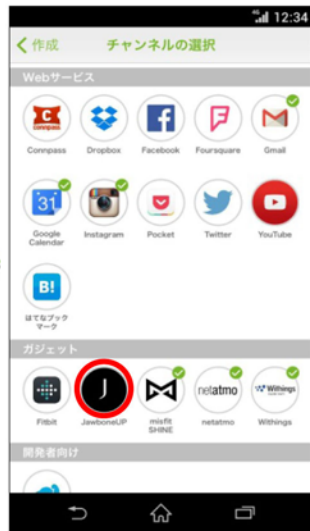 12:34
作成
チャンネルの選択
Webサービス
Connpass Dropbox Facebook Foursquare Gmail
31
Google Calendar Instagram Pocket Twitter YouTube
B!
はてなブック
マーク
ガジェット
netatmo Withings
Fitbit JawboneUP misfit SHINE netatmo Withings
開発者向け